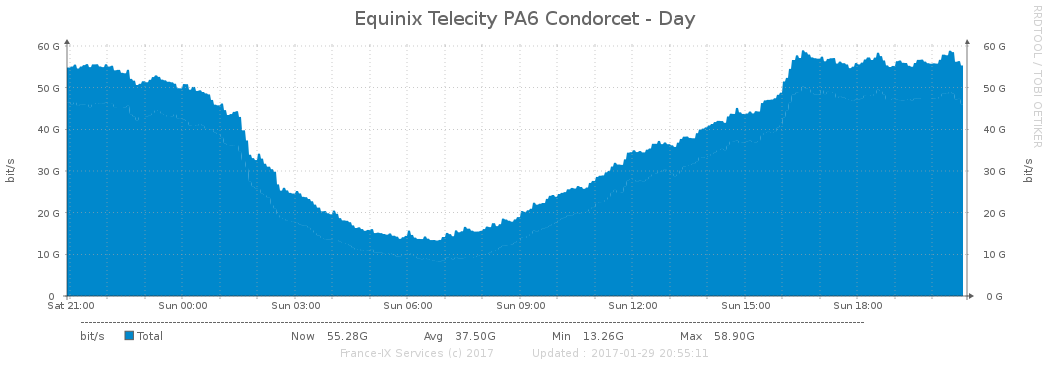 Equinix Telecity PA6 Condorcet - Day
RRDTOOL / TOBI OETIKER
bit/s
60 G
50 G
40 G
30 G
20 G
10 G
0
60 G
50 G
40 G
30 G
20 G
10 G
0 G
bit/s
Sat 21:00 Sun 00:00 Sun 03:00 Sun 06:00 Sun 09:00 Sun 12:00 Sun 15:00 Sun 18:00
bit/s Total Now 55.28G Avg 37.50G Min 13.26G Max 58.90G
France-IX Services (c) 2017 Updated : 2017-01-29 20:55:11